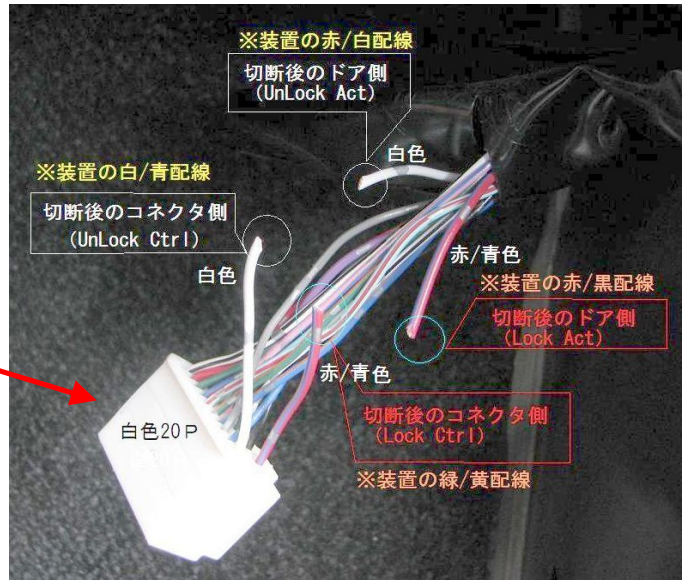 ※装置の赤/白配線
切断後のドア側
(UnLock Act)
白色
※装置の白/青配線
切断後のコネクタ側
(UnLock Ctrl)
白色
赤/青色
※装置の赤/黒配線
切断後のドア側
(Lock Act)
赤/青色
切断後のコネクタ側
(Lock Ctrl)
白色20P
※装置の緑/黄配線